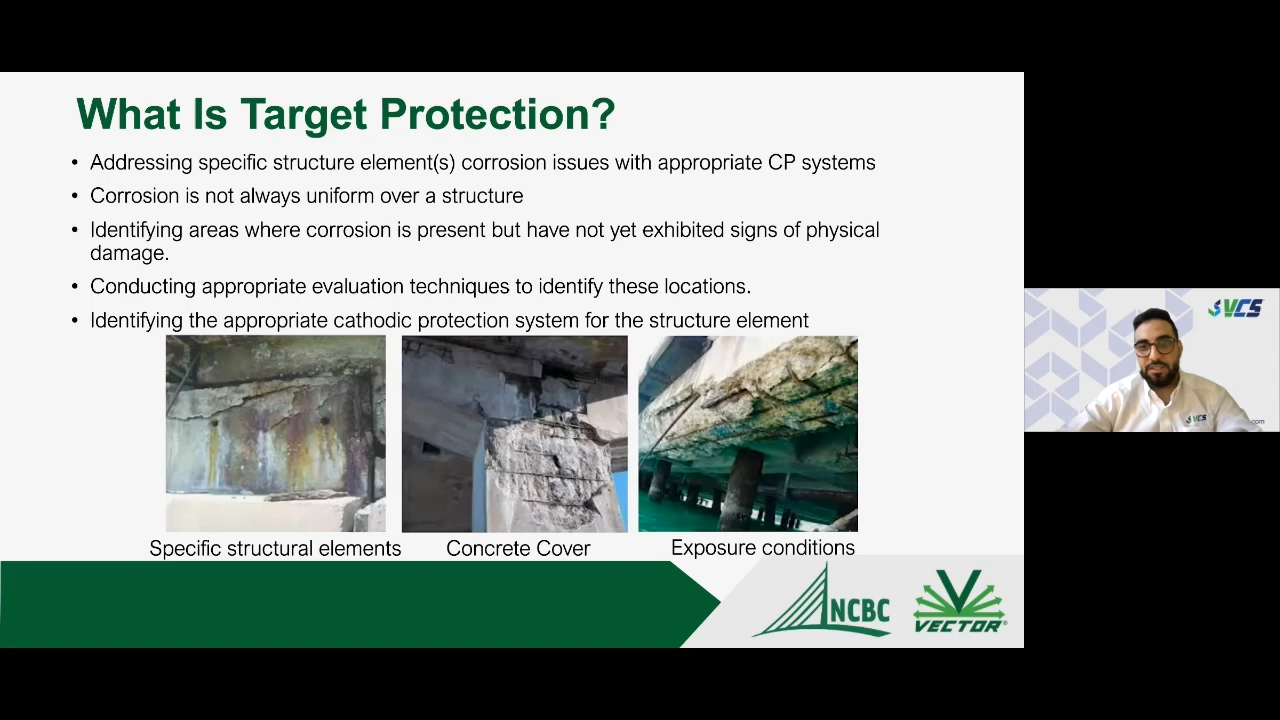 What Is Target Protection?
• Addressing specific structure element(s) corrosion issues with appropriate CP systems
• Corrosion is not always uniform over a structure
• Identifying areas where corrosion is present but have not yet exhibited signs of physical
damage.
• Conducting appropriate evaluation techniques to identify these locations.
• Identifying the appropriate cathodic protection system for the structure element
Specific structural elements
Concrete Cover
Exposure conditions
NCBC
VECTOR®
VCS
VCS
com